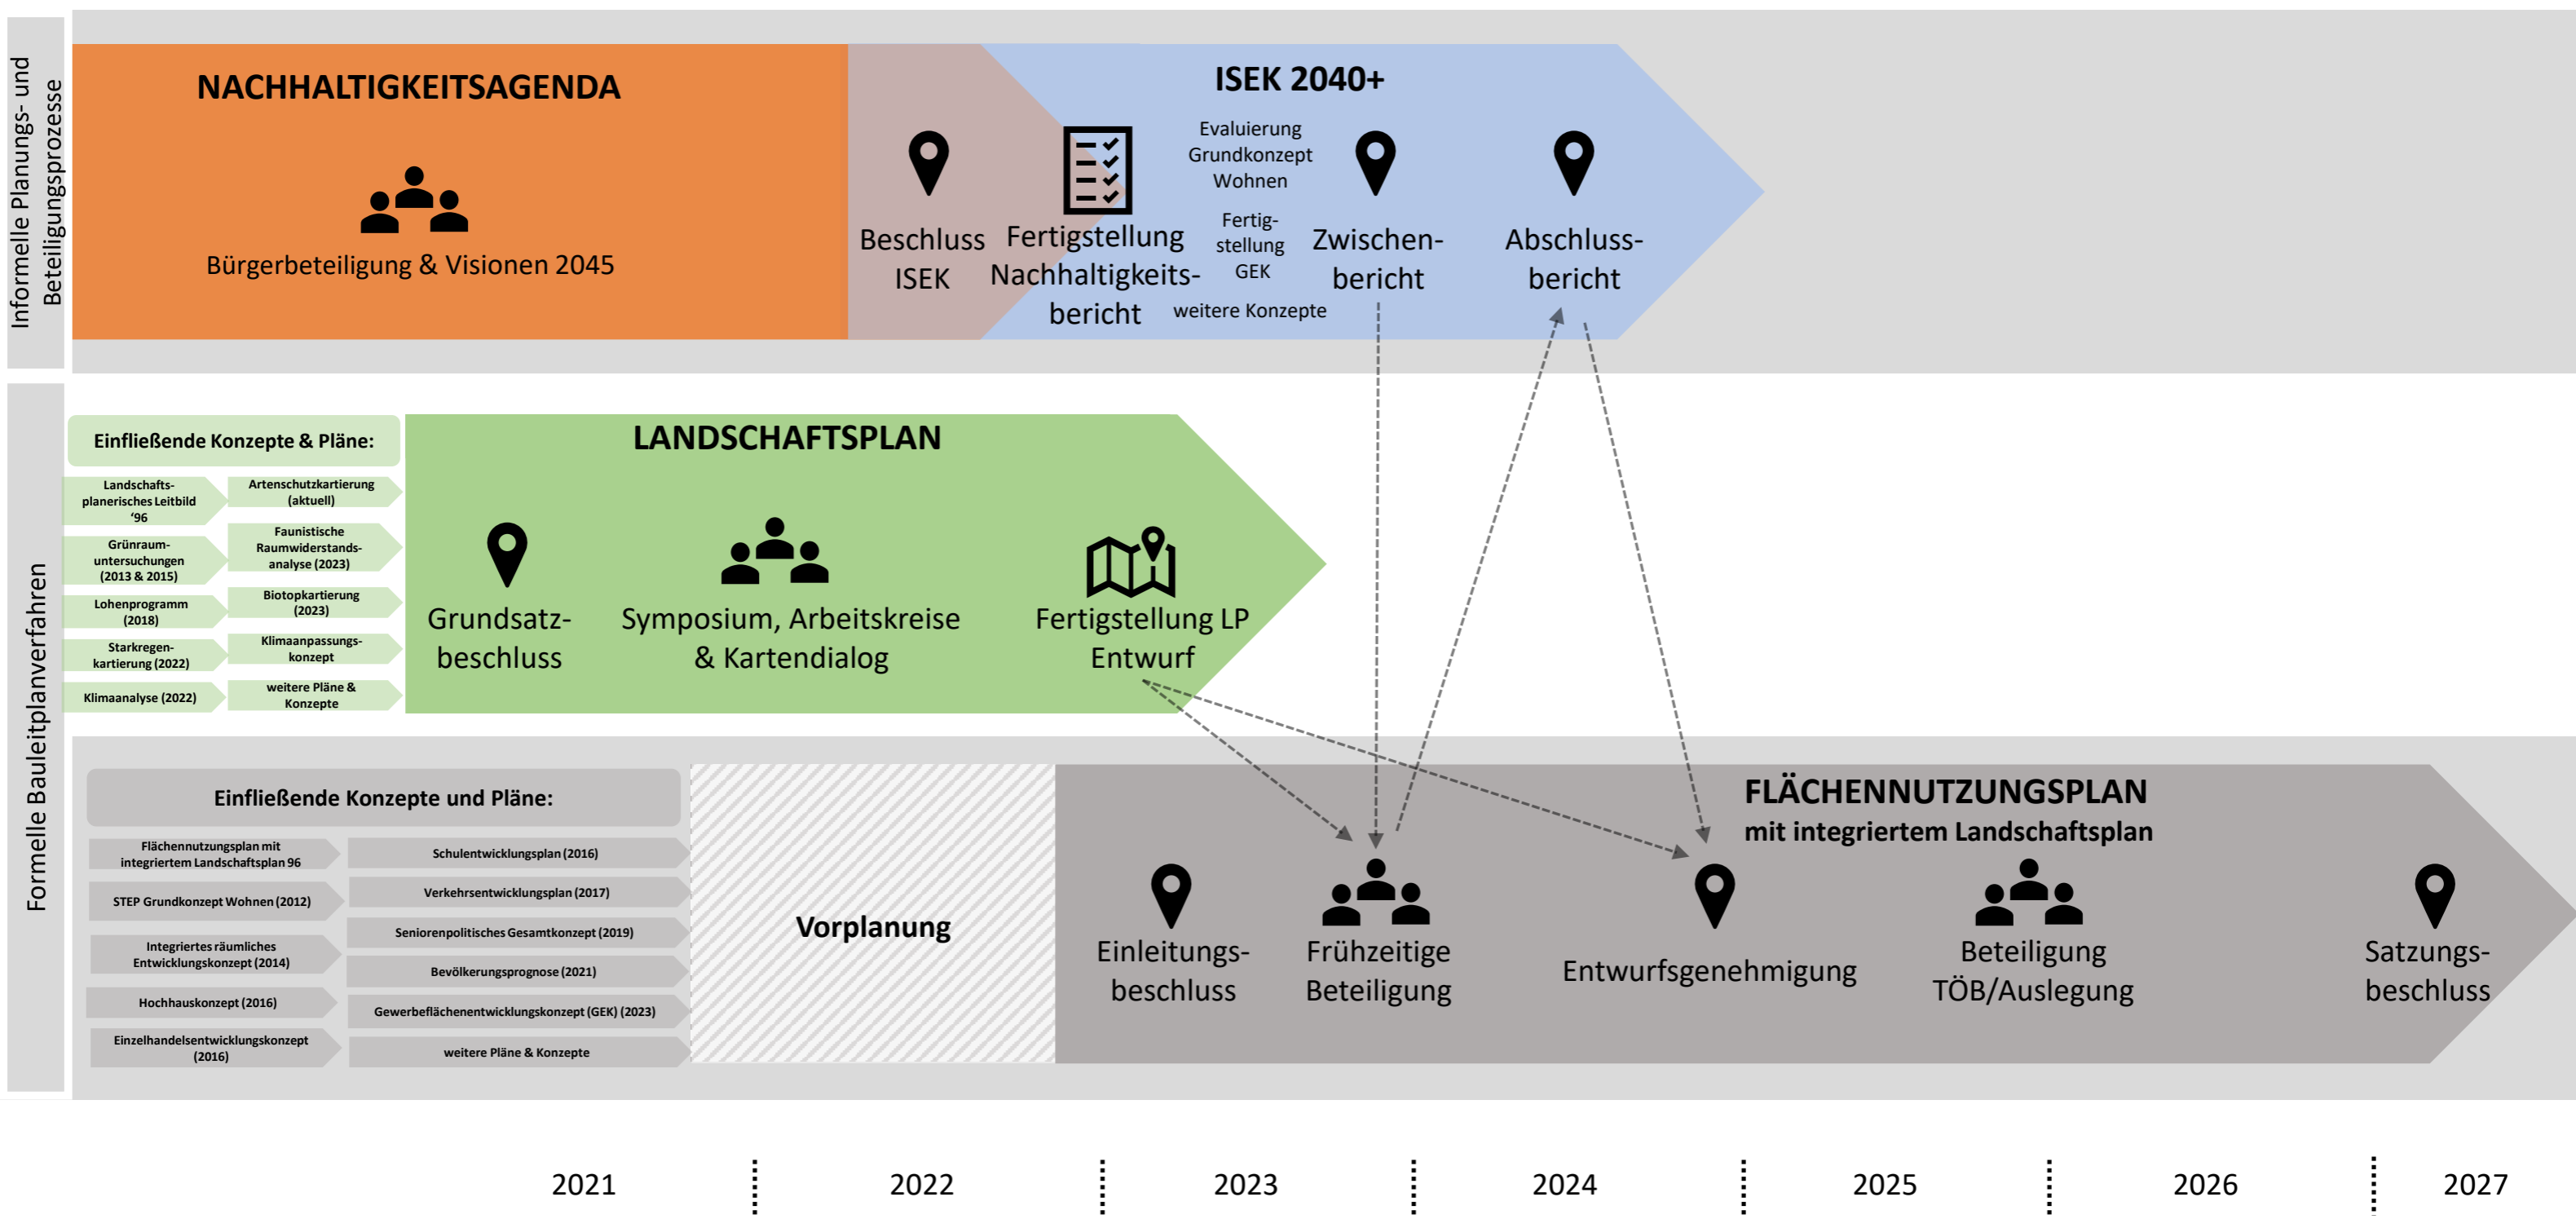 Informelle Planungs- und
Beteiligungsprozesse
NACHHALTIGKEITSAGENDA
Bürgerbeteiligung & Visionen 2045
Beschluss
ISEK
Fertigstellung
Nachhaltigkeits-
bericht
ISEK 2040+
Evaluierung
Grundkonzept
Wohnen
Fertig-
stellung
GEK
weitere Konzepte
Zwischen-
bericht
Abschluss-
bericht
Formelle Bauleitplanverfahren
Einfließende Konzepte & Pläne:
Landschafts-
planerisches Leitbild
‘96
Grünraum-
untersuchungen
(2013 & 2015)
Lohenprogramm
(2018)
Starkregen-
kartierung (2022)
Klimaanalyse (2022)
Artenschutzkartierung
(aktuell)
Faunistische
Raumwiderstands-
analyse (2023)
Biotopkartierung
(2023)
Klimaanpassungs-
konzept
weitere Pläne &
Konzepte
LANDSCHAFTSPLAN
Grundsatz-
beschluss
Symposium, Arbeitskreise
& Kartendialog
Fertigstellung LP
Entwurf
Einfließende Konzepte und Pläne:
Flächennutzungsplan mit
integriertem Landschaftsplan 96
STEP Grundkonzept Wohnen (2012)
Integriertes räumliches
Entwicklungskonzept (2014)
Hochhauskonzept (2016)
Einzelhandelsentwicklungskonzept
(2016)
Schulentwicklungsplan (2016)
Verkehrsentwicklungsplan (2017)
Seniorenpolitisches Gesamtkonzept (2019)
Bevölkerungsprognose (2021)
Gewerbeflächenentwicklungskonzept (GEK) (2023)
weitere Pläne & Konzepte
Vorplanung
FLÄCHENNUTZUNGSPLAN
mit integriertem Landschaftsplan
Einleitungs-
beschluss
Frühzeitige
Beteiligung
Entwurfsgenehmigung
Beteiligung
TÖB/Auslegung
Satzungs-
beschluss
2021
2022
2023
2024
2025
2026
2027